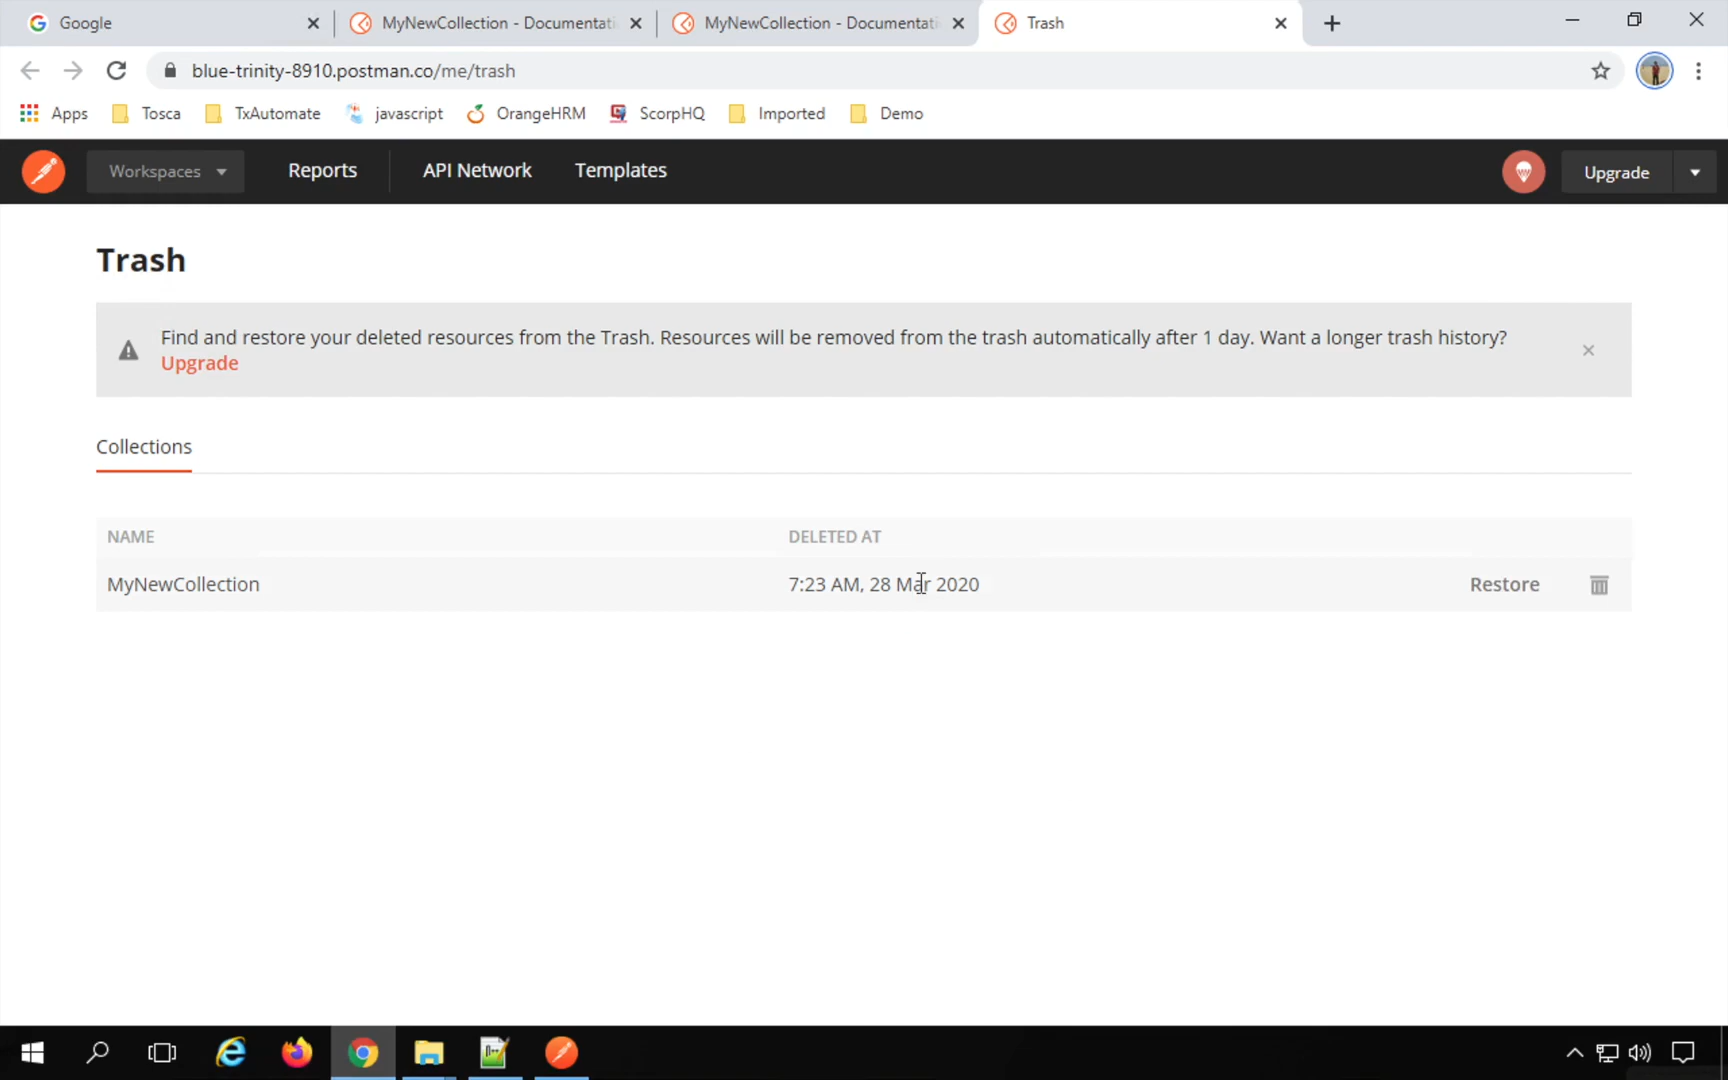 Google
MyNewCollection - Documentati
MyNewCollection - Documentati
Trash
blue-trinity-8910.postman.co/me/trash
Apps
Tosca
TxAutomate
javascript
OrangeHRM
ScorpHQ
Imported
Demo
Workspaces
Reports
API Network
Templates
Upgrade
Trash
Find and restore your deleted resources from the Trash. Resources will be removed from the trash automatically after 1 day. Want a longer trash history?
Upgrade
Collections
NAME
DELETED AT
MyNewCollection
7:23 AM, 28 Mar 2020
Restore